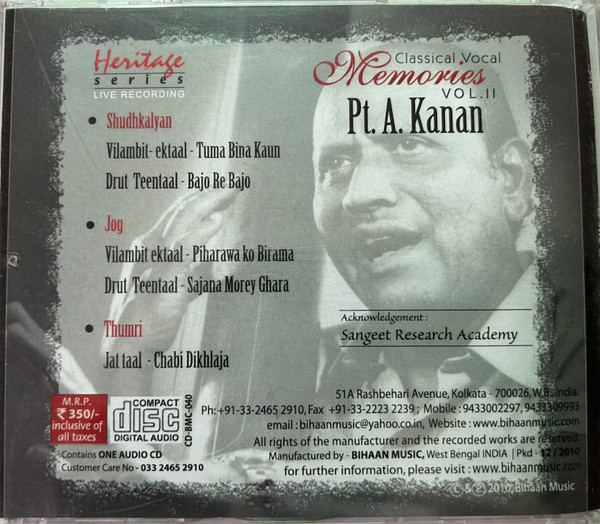 Heritage
series
LIVE RECORDING
Classical Vocal
Memories
VOL.II
Pt. A. Kanan
• Shudhkalyan
Vilambit- ektaal - Tuma Bina Kaun
Drut Teentaal - Bajo Re Bajo
• Jog
Vilambit ektaal - Piharawa ko Birama
Drut Teentaal - Sajana Morey Ghara
• Thumri
Jat taal - Chabi Dikhlaja
Acknowledgement :
Sangeet Research Academy
M.R.P.
₹ 350/-
inclusive of
all taxes
COMPACT
disc
DIGITAL AUDIO
CD-BMC-040
Contains ONE AUDIO CD
Customer Care No - 033 2465 2910
51A Rashbehari Avenue, Kolkata - 700026, W.B., India.
Ph: +91-33-2465 2910, Fax +91-33-2223 2239 ; Mobile : 9433002297, 9433309993
email : bihaanmusic@yahoo.co.in, Website : www.bihaanmusic.com
All rights of the manufacturer and the recorded works are reserved.
Manufactured by - BIHAAN MUSIC, West Bengal INDIA | Pkd - 12 / 2010
for further information, please visit : www.bihaanmusic.com
© & ℗ 2010, Bihaan Music